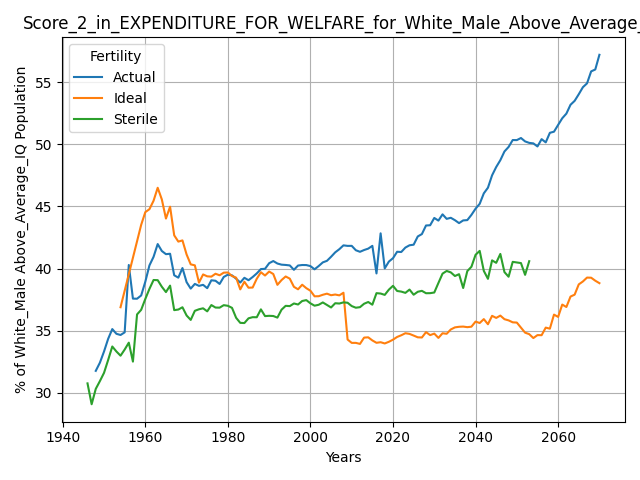 Score_2_in_EXPENDITURE_FOR_WELFARE_for_White_Male_Above_Average_
Fertility
Actual
Ideal
Sterile
% of White_Male Above_Average_IQ Population
55
50
45
40
35
30
1940 1960 1980 2000 2020 2040 2060
Years